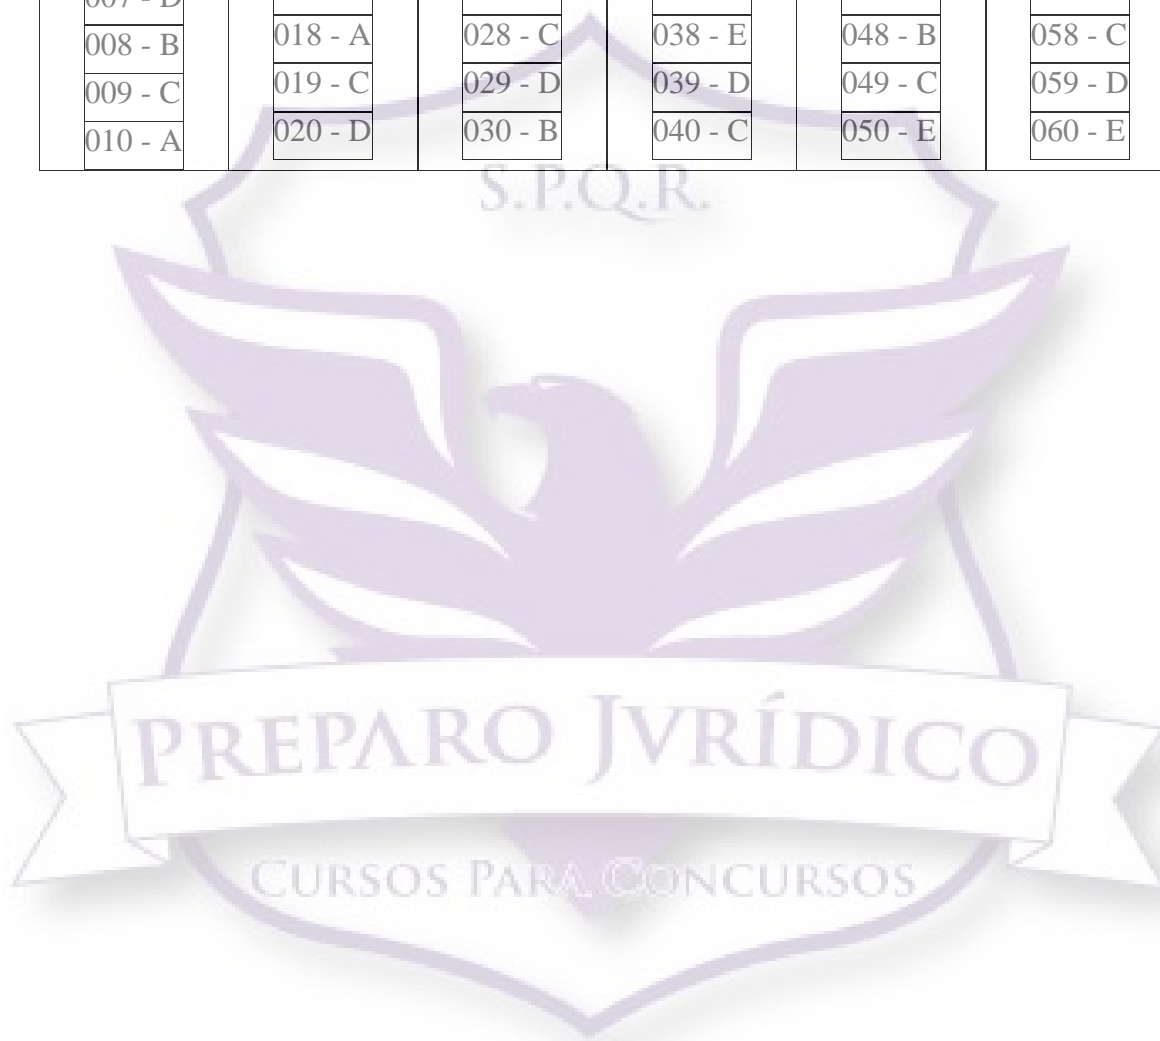 007 - D
008 - B 018 - A 028 - C 038 - E 048 - B 058 - C
009 - C 019 - C 029 - D 039 - D 049 - C 059 - D
010 - A 020 - D 030 - B 040 - C 050 - E 060 - E
S.P.Q.R.
PREPARO JVRÍDICO
CURSOS PARA CONCURSOS